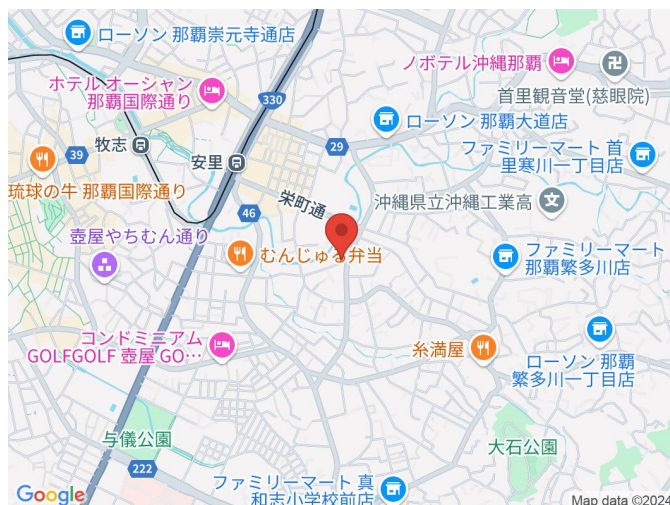 ローソン 那覇崇元寺通店
ノボテル沖縄那覇
首里観音堂(慈眼院)
ホテル オーシャン
那覇国際通り
330
ローソン 那覇大道店
29
ファミリーマート 首
里寒川一丁目店
牧志
安里
39
琉球の牛 那覇国際通り
栄町通
沖縄県立沖縄工業高
46
壺屋やちむん通り
むんじゅる弁当
ファミリーマート
那覇繁多川店
コンドミニアム
GOLFGOLF 壺屋 GO…
糸満屋
ローソン 那覇
繁多川一丁目店
与儀公園
大石公園
222
ファミリーマート 真
和志小学校前店
Google
Map data ©2024